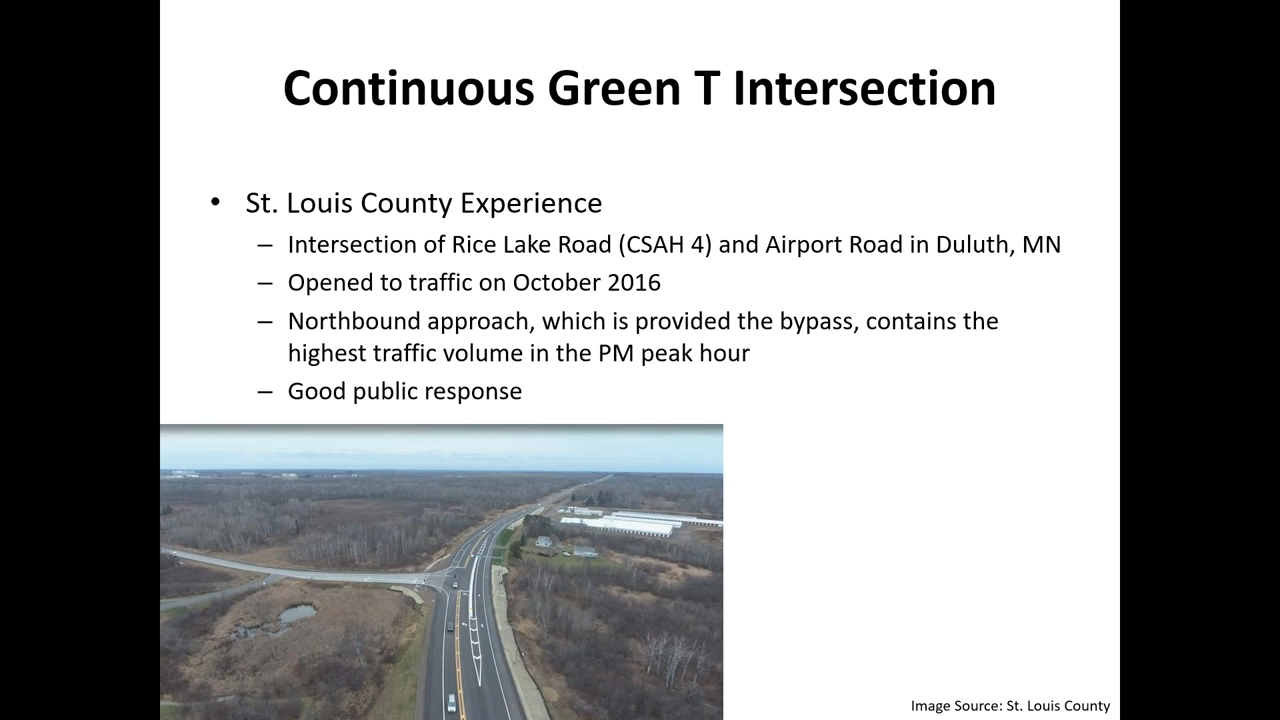 Continuous Green T Intersection
• St. Louis County Experience
– Intersection of Rice Lake Road (CSAH 4) and Airport Road in Duluth, MN
– Opened to traffic on October 2016
– Northbound approach, which is provided the bypass, contains the
highest traffic volume in the PM peak hour
– Good public response
Image Source: St. Louis County